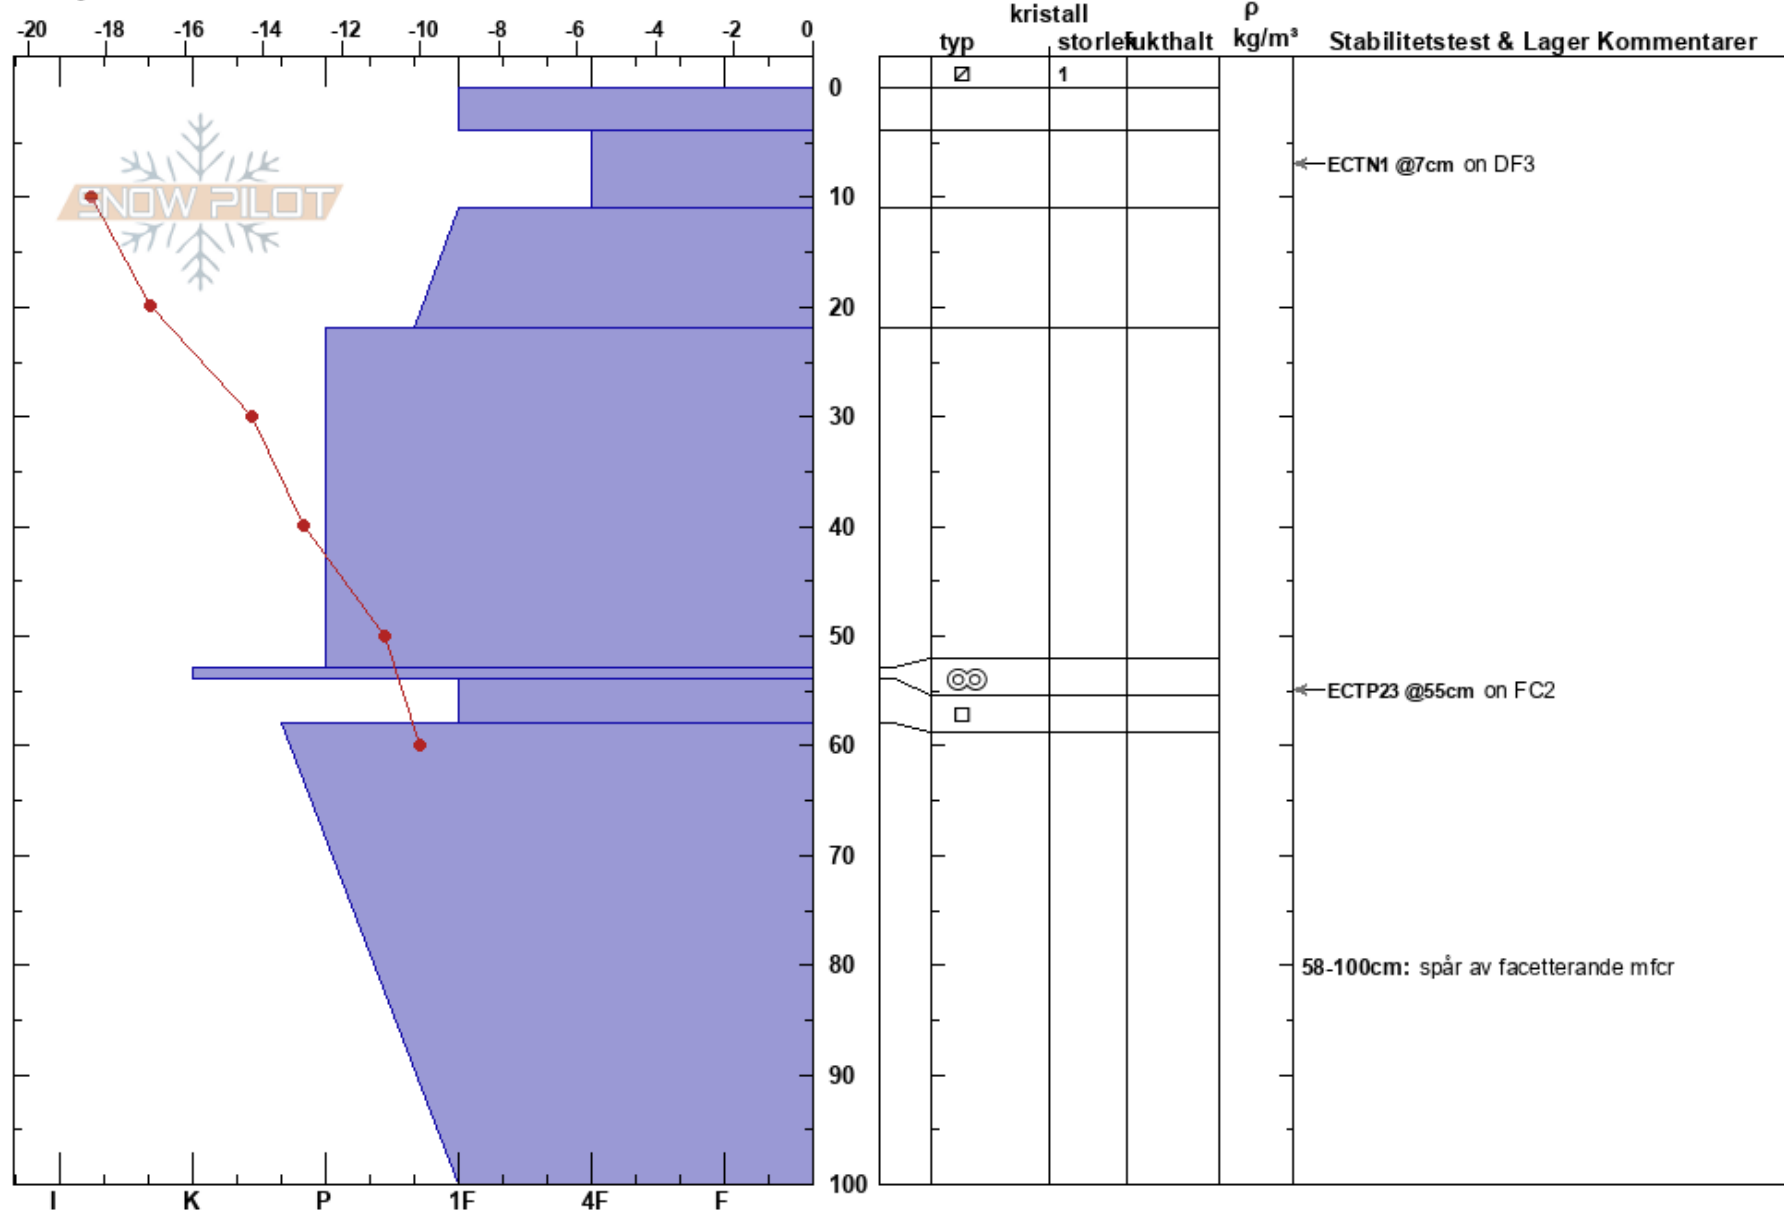 kristall ρ
-20 -18 -16 -14 -12 -10 -8 -6 -4 -2 0
typ storlek fukthalt kg/m³ Stabilitetstest & Lager Kommentarer
1
0
ECTN1 @7cm on DF3
SNOW PILOT
10
20
30
40
50
ECTP23 @55cm on FC2
60
70
80
58-100cm: spår av facetterande mfcr
90
100
I K P 1F 4F F